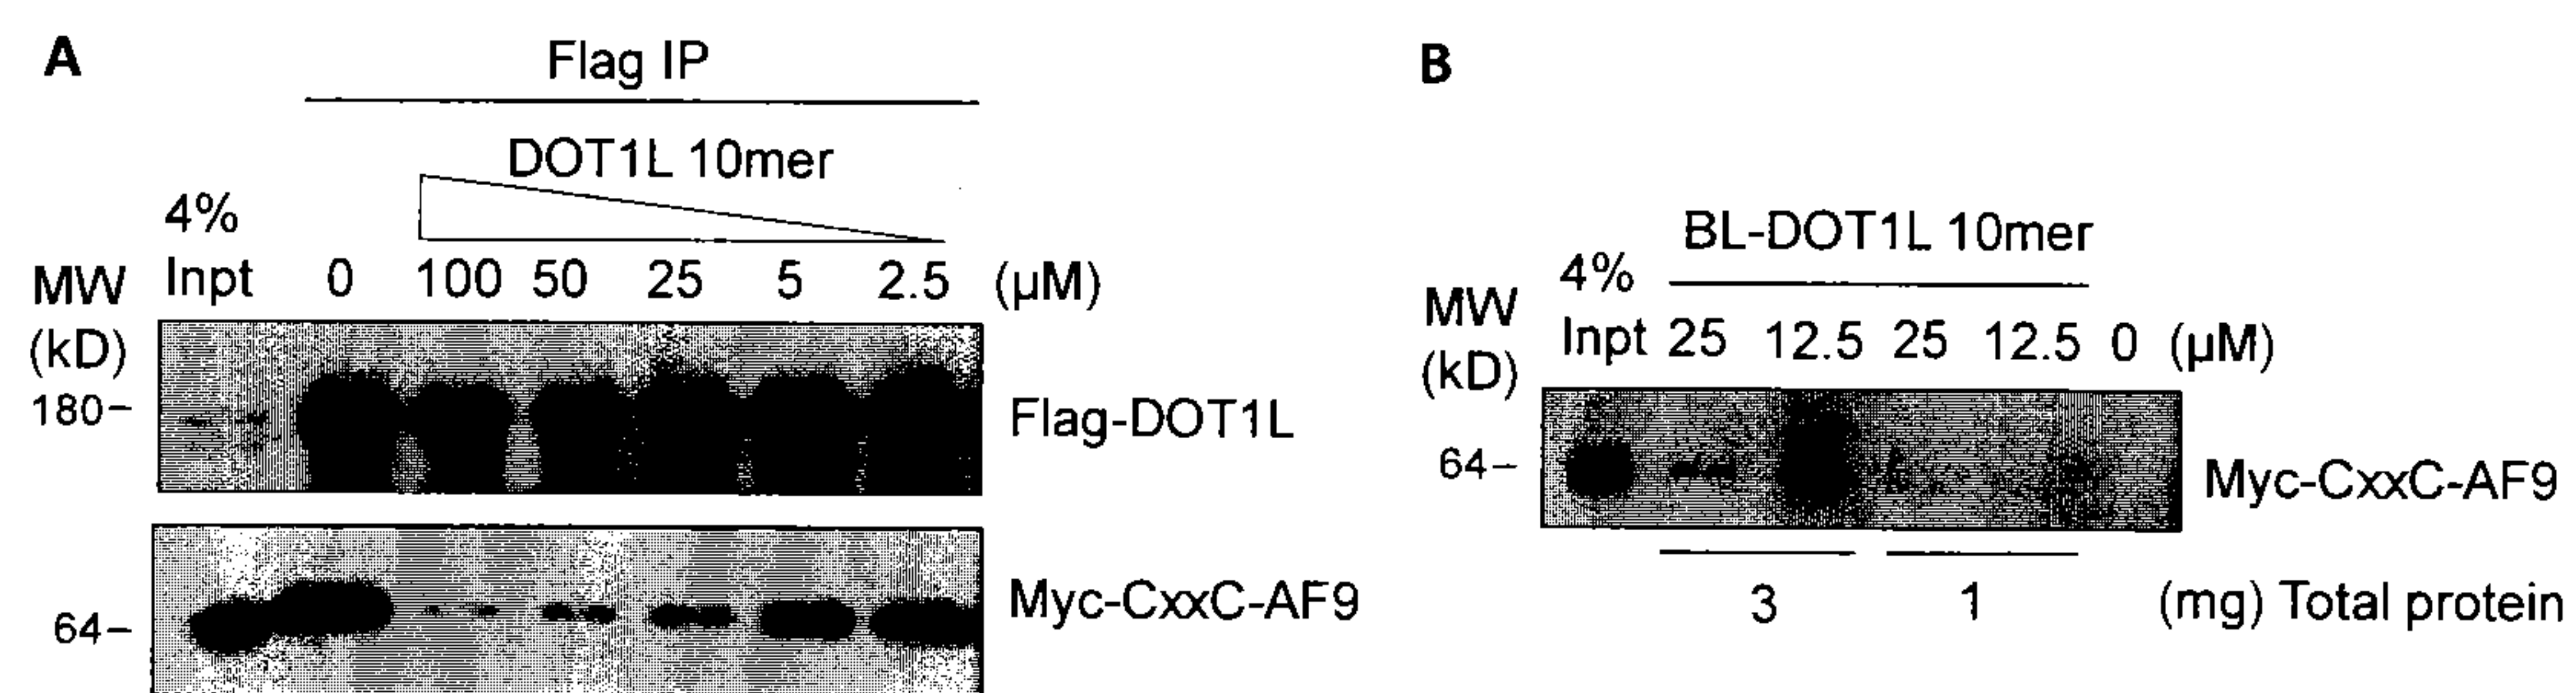 A
Flag IP
DOT1L 10mer
4%
MW Inpt 0 100 50 25 5 2.5 (μM)
(kD)
180– Flag-DOT1L
64– Myc-CxxC-AF9
B
BL-DOT1L 10mer
4%
MW Inpt 25 12.5 25 12.5 0 (μM)
(kD)
64– Myc-CxxC-AF9
3 1 (mg) Total protein